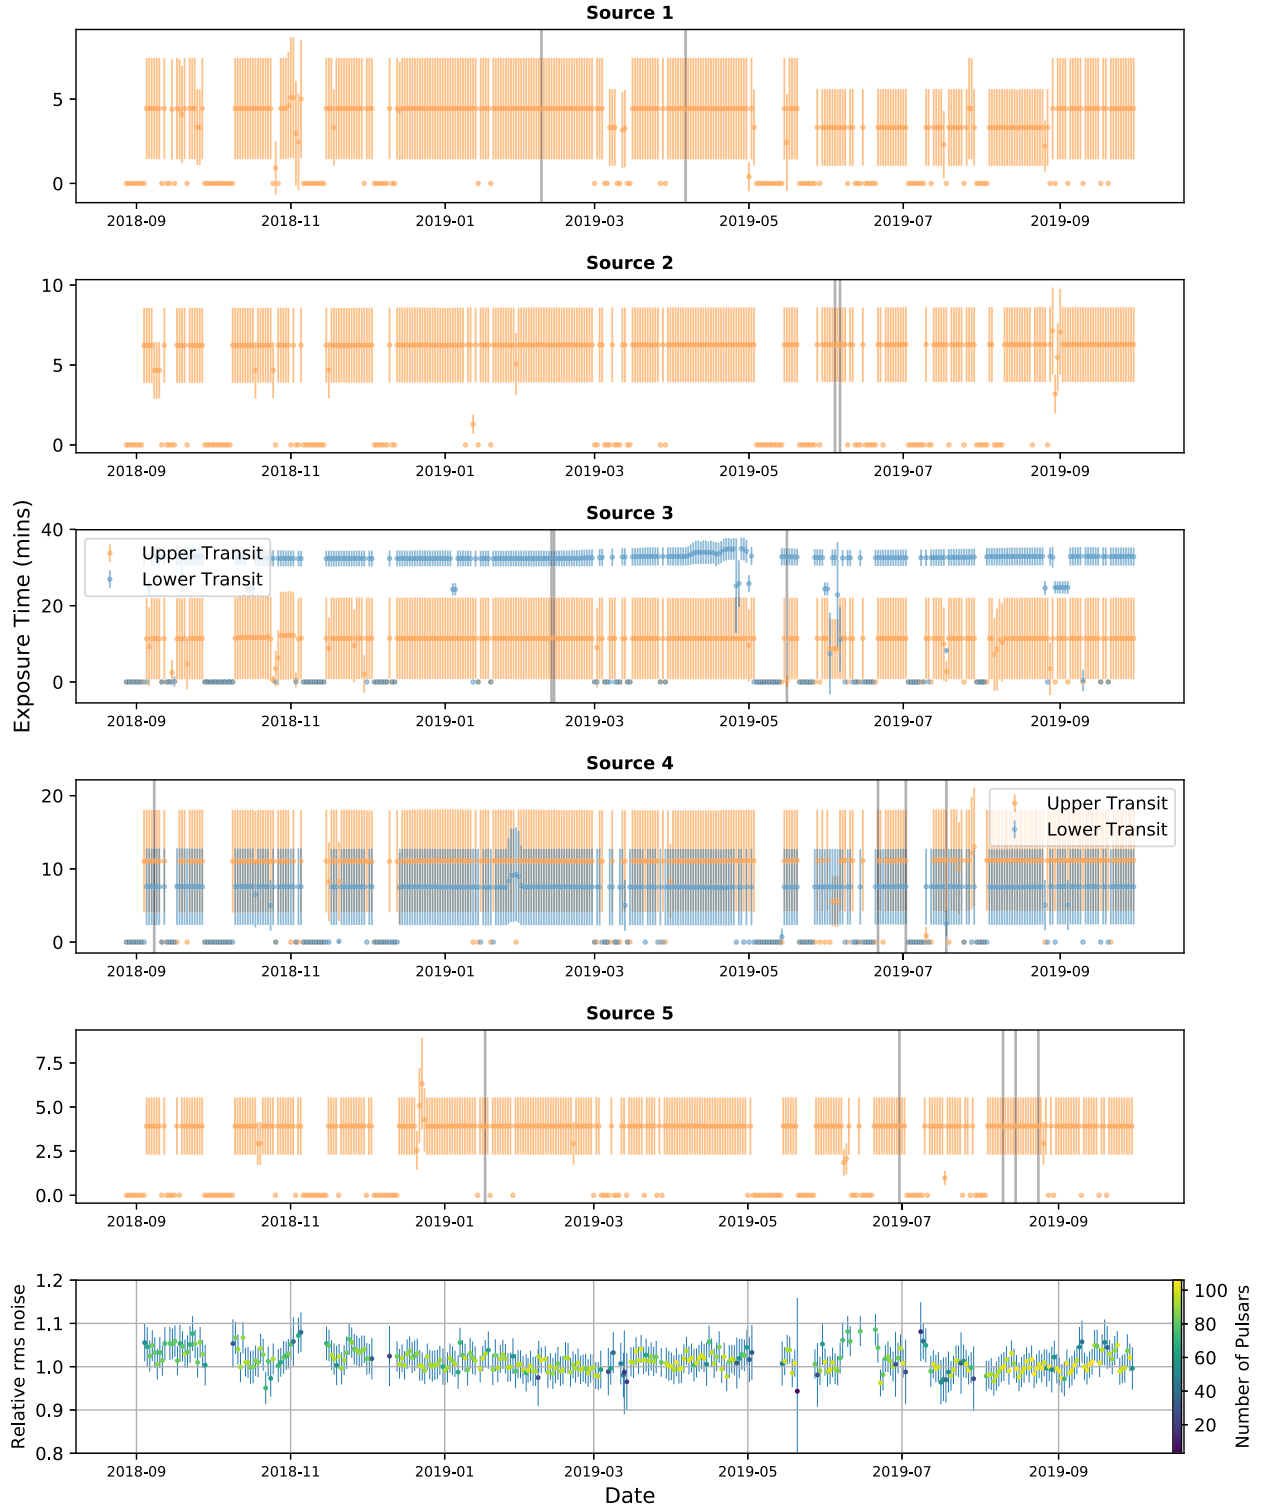 Source 1
5
0
2018-09 2018-11 2019-01 2019-03 2019-05 2019-07 2019-09
Source 2
10
5
0
2018-09 2018-11 2019-01 2019-03 2019-05 2019-07 2019-09
Exposure Time (mins)
Source 3
40
Upper Transit
Lower Transit
20
0
2018-09 2018-11 2019-01 2019-03 2019-05 2019-07 2019-09
Source 4
20
Upper Transit
Lower Transit
10
0
2018-09 2018-11 2019-01 2019-03 2019-05 2019-07 2019-09
Source 5
7.5
5.0
2.5
0.0
2018-09 2018-11 2019-01 2019-03 2019-05 2019-07 2019-09
Relative rms noise
1.2
1.1
1.0
0.9
0.8
2018-09 2018-11 2019-01 2019-03 2019-05 2019-07 2019-09
Date
100
80
60
40
20
Number of Pulsars